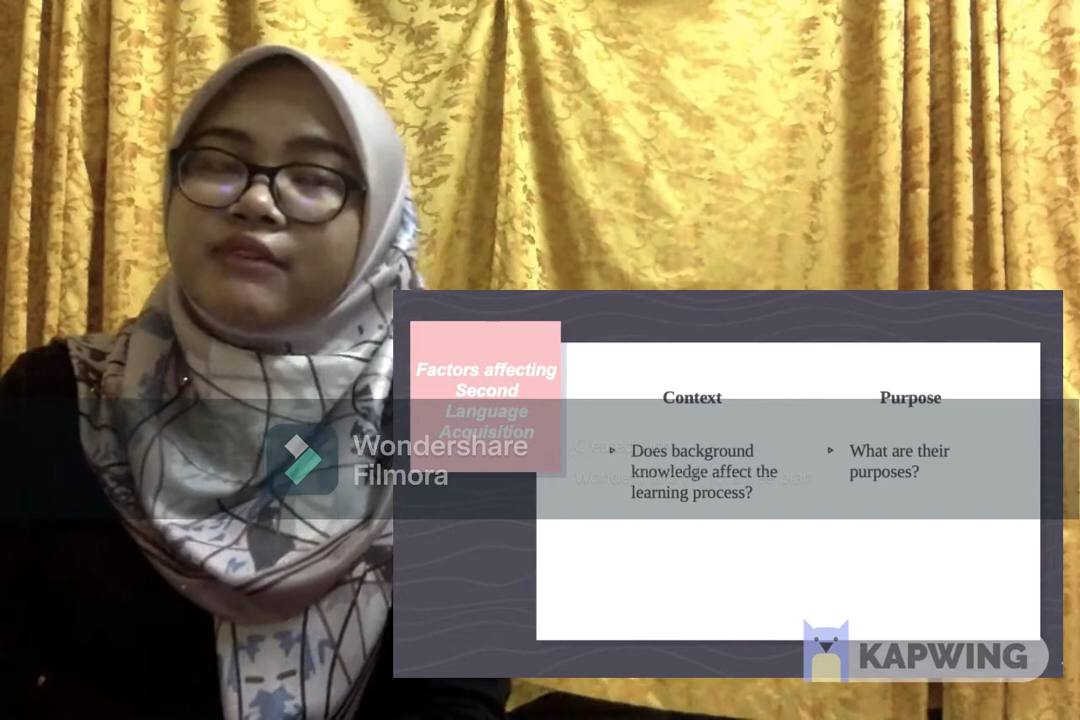 Factors affecting
Second
Language
Acquisition
Context
Purpose
▹ Does background
knowledge affect the
learning process?
▹ What are their
purposes?
Wondershare
Filmora
KAPWING